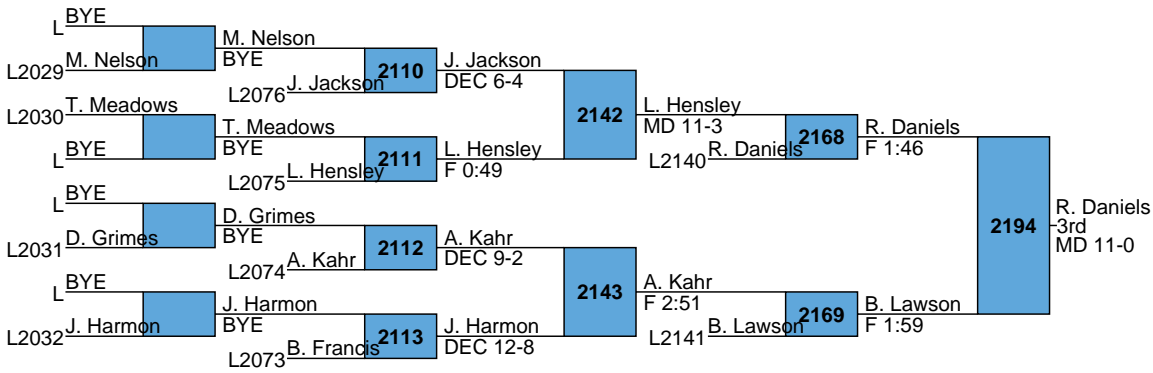 L BYE
L2029 M. Nelson
M. Nelson
BYE
L2076 J. Jackson
2110
J. Jackson
DEC 6-4
L2030 T. Meadows
L BYE
T. Meadows
BYE
L2075 L. Hensley
2111
L. Hensley
F 0:49
2142
L. Hensley
MD 11-3
L2140 R. Daniels
2168
R. Daniels
F 1:46
L BYE
L2031 D. Grimes
D. Grimes
BYE
L2074 A. Kahr
2112
A. Kahr
DEC 9-2
L BYE
L2032 J. Harmon
J. Harmon
BYE
L2073 B. Francis
2113
J. Harmon
DEC 12-8
2143
A. Kahr
F 2:51
L2141 B. Lawson
2169
B. Lawson
F 1:59
2194
R. Daniels
3rd
MD 11-0